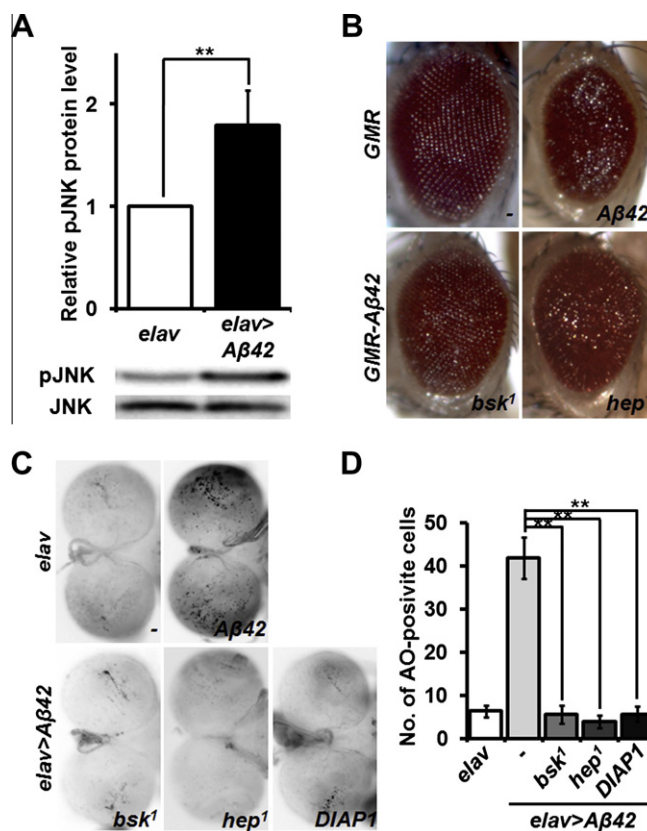 A
**
Relative pJNK protein level
2
1
0
elav
elav>
Aβ42
pJNK
JNK
B
GMR
-
Aβ42
GMR-Aβ42
bsk¹
hep¹
C
elav
-
Aβ42
elav>Aβ42
bsk¹
hep¹
DIAP1
D
No. of AO-posivite cells
50
40
30
20
10
0
**
**
**
elav
-
bsk¹
hep¹
DIAP1
elav>Aβ42